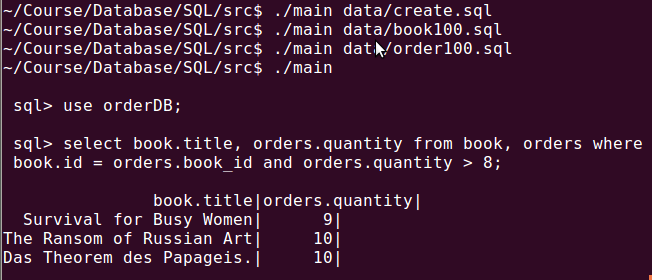 ~/Course/Database/SQL/src$ ./main data/create.sql
~/Course/Database/SQL/src$ ./main data/book100.sql
~/Course/Database/SQL/src$ ./main data/order100.sql
~/Course/Database/SQL/src$ ./main
sql> use orderDB;
sql> select book.title, orders.quantity from book, orders where
book.id = orders.book_id and orders.quantity > 8;
book.title|orders.quantity|
Survival for Busy Women| 9|
The Ransom of Russian Art| 10|
Das Theorem des Papageis.| 10|